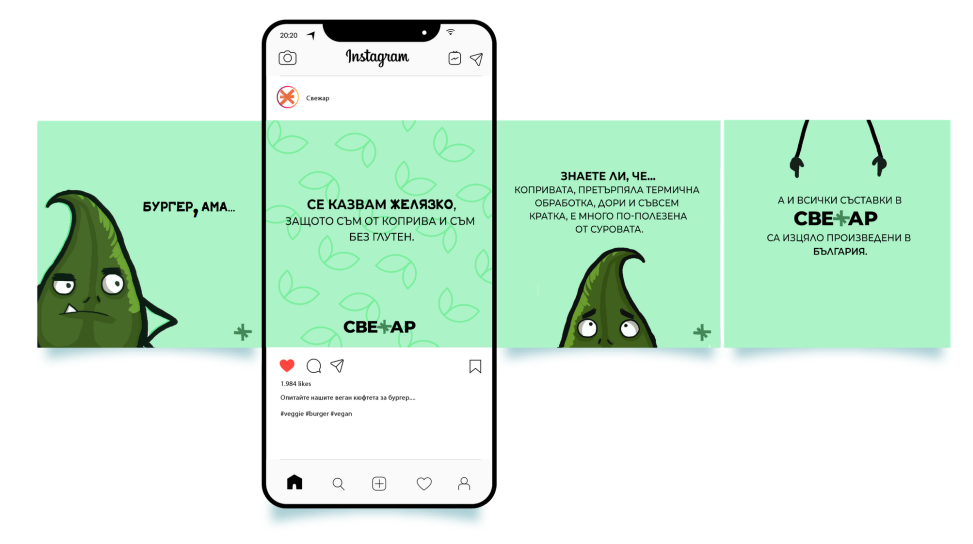 20:20
Instagram
Свежар
БУРГЕР, АМА...
СЕ КАЗВАМ ЖЕЛЯЗКО,
ЗАЩОТО СЪМ ОТ КОПРИВА И СЪМ
БЕЗ ГЛУТЕН.
СВЕЖАР
1.984 likes
Опитайте нашите веган кюфтета за бургер....
#veggie #burger #vegan
ЗНАЕТЕ ЛИ, ЧЕ...
КОПРИВАТА, ПРЕТЪРПЯЛА ТЕРМИЧНА
ОБРАБОТКА, ДОРИ И СЪВСЕМ
КРАТКА, Е МНОГО ПО-ПОЛЕЗЕНА
ОТ СУРОВАТА.
А И ВСИЧКИ СЪСТАВКИ В
СВЕЖАР
СА ИЗЦЯЛО ПРОИЗВЕДЕНИ В
БЪЛГАРИЯ.